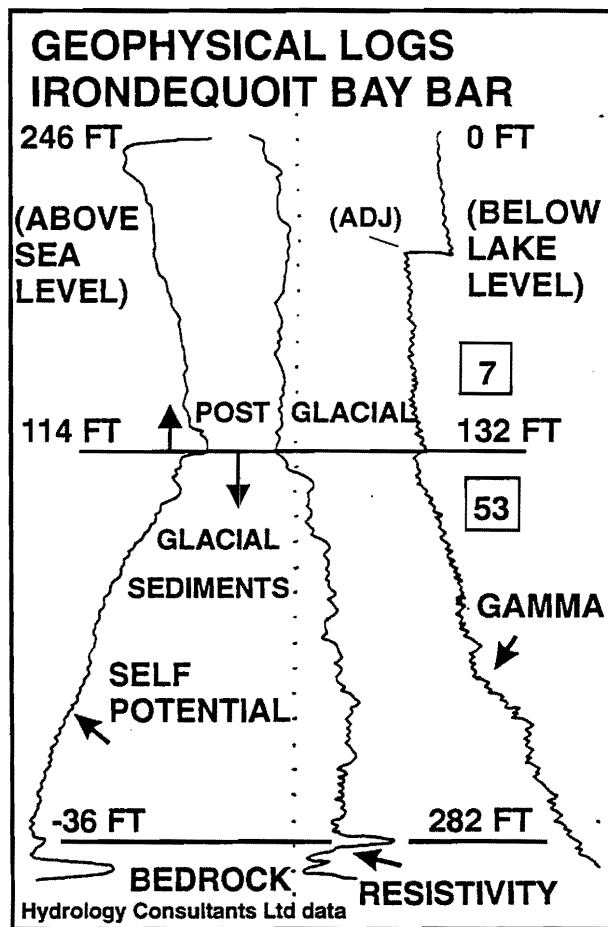 GEOPHYSICAL LOGS
IRONDEQUOIT BAY BAR
246 FT
0 FT
(ABOVE
SEA
LEVEL)
(ADJ)
(BELOW
LAKE
LEVEL)
7
POST GLACIAL
114 FT
132 FT
53
GLACIAL
SEDIMENTS
GAMMA
SELF
POTENTIAL
-36 FT
282 FT
BEDROCK
RESISTIVITY
Hydrology Consultants Ltd data